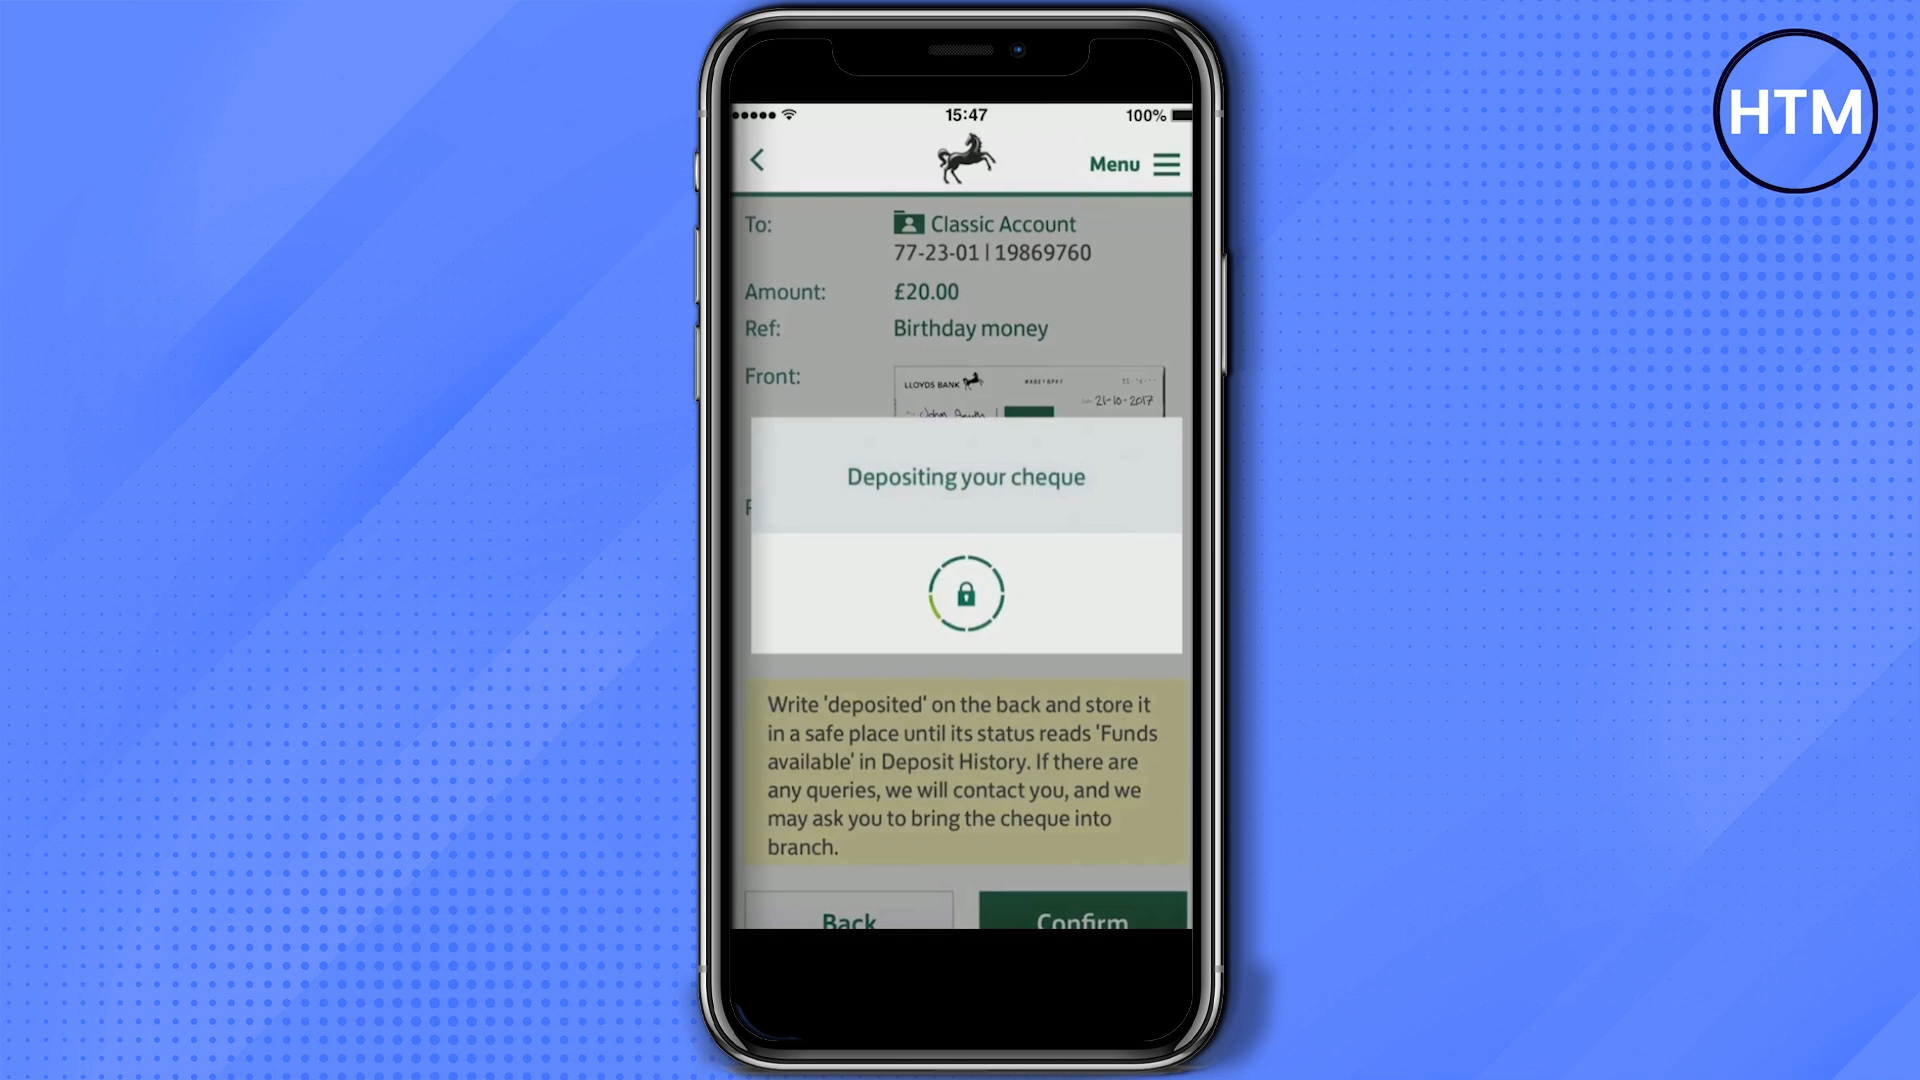 HTM
15:47
100%
Menu
To:
Classic Account
77-23-01 | 19869760
Amount:
£20.00
Ref:
Birthday money
Front:
LLOYDS BANK
21-10-2017
John
Depositing your cheque
Write 'deposited' on the back and store it
in a safe place until its status reads 'Funds
available' in Deposit History. If there are
any queries, we will contact you, and we
may ask you to bring the cheque into
branch.
Back
Confirm